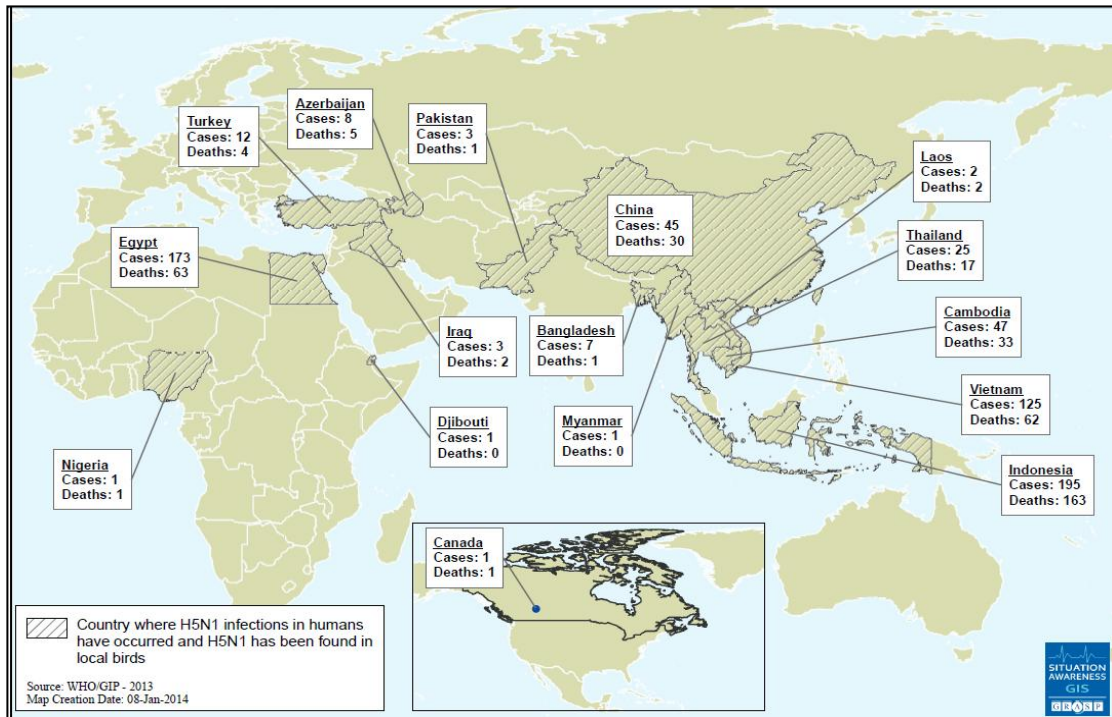 Azerbaijan
Cases: 8
Deaths: 5
Turkey
Cases: 12
Deaths: 4
Pakistan
Cases: 3
Deaths: 1
Laos
Cases: 2
Deaths: 2
China
Cases: 45
Deaths: 30
Thailand
Cases: 25
Deaths: 17
Egypt
Cases: 173
Deaths: 63
Cambodia
Cases: 47
Deaths: 33
Iraq
Cases: 3
Deaths: 2
Bangladesh
Cases: 7
Deaths: 1
Vietnam
Cases: 125
Deaths: 62
Djibouti
Cases: 1
Deaths: 0
Myanmar
Cases: 1
Deaths: 0
Nigeria
Cases: 1
Deaths: 1
Indonesia
Cases: 195
Deaths: 163
Canada
Cases: 1
Deaths: 1
Country where H5N1 infections in humans
have occurred and H5N1 has been found in
local birds
Source: WHO/GIP - 2013
Map Creation Date: 08-Jan-2014
SITUATION
AWARENESS
GIS
GRASP